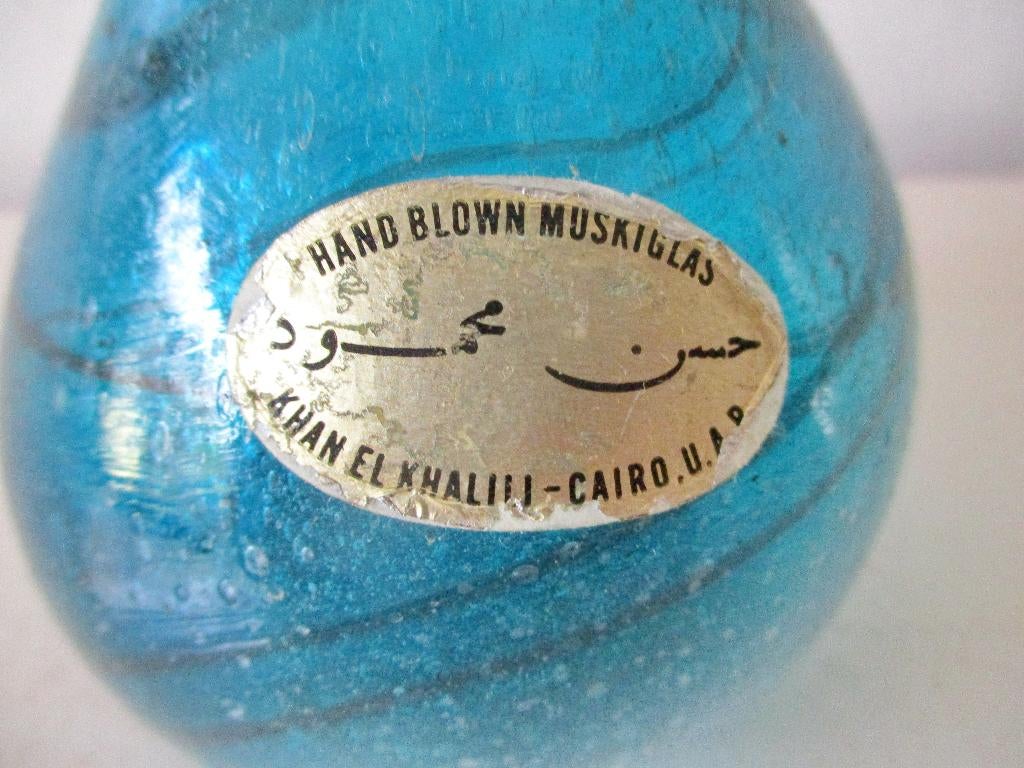 HAND BLOWN MUSKIGLAS
حسن محمود
KHAN EL KHALILI - CAIRO, U.A.R